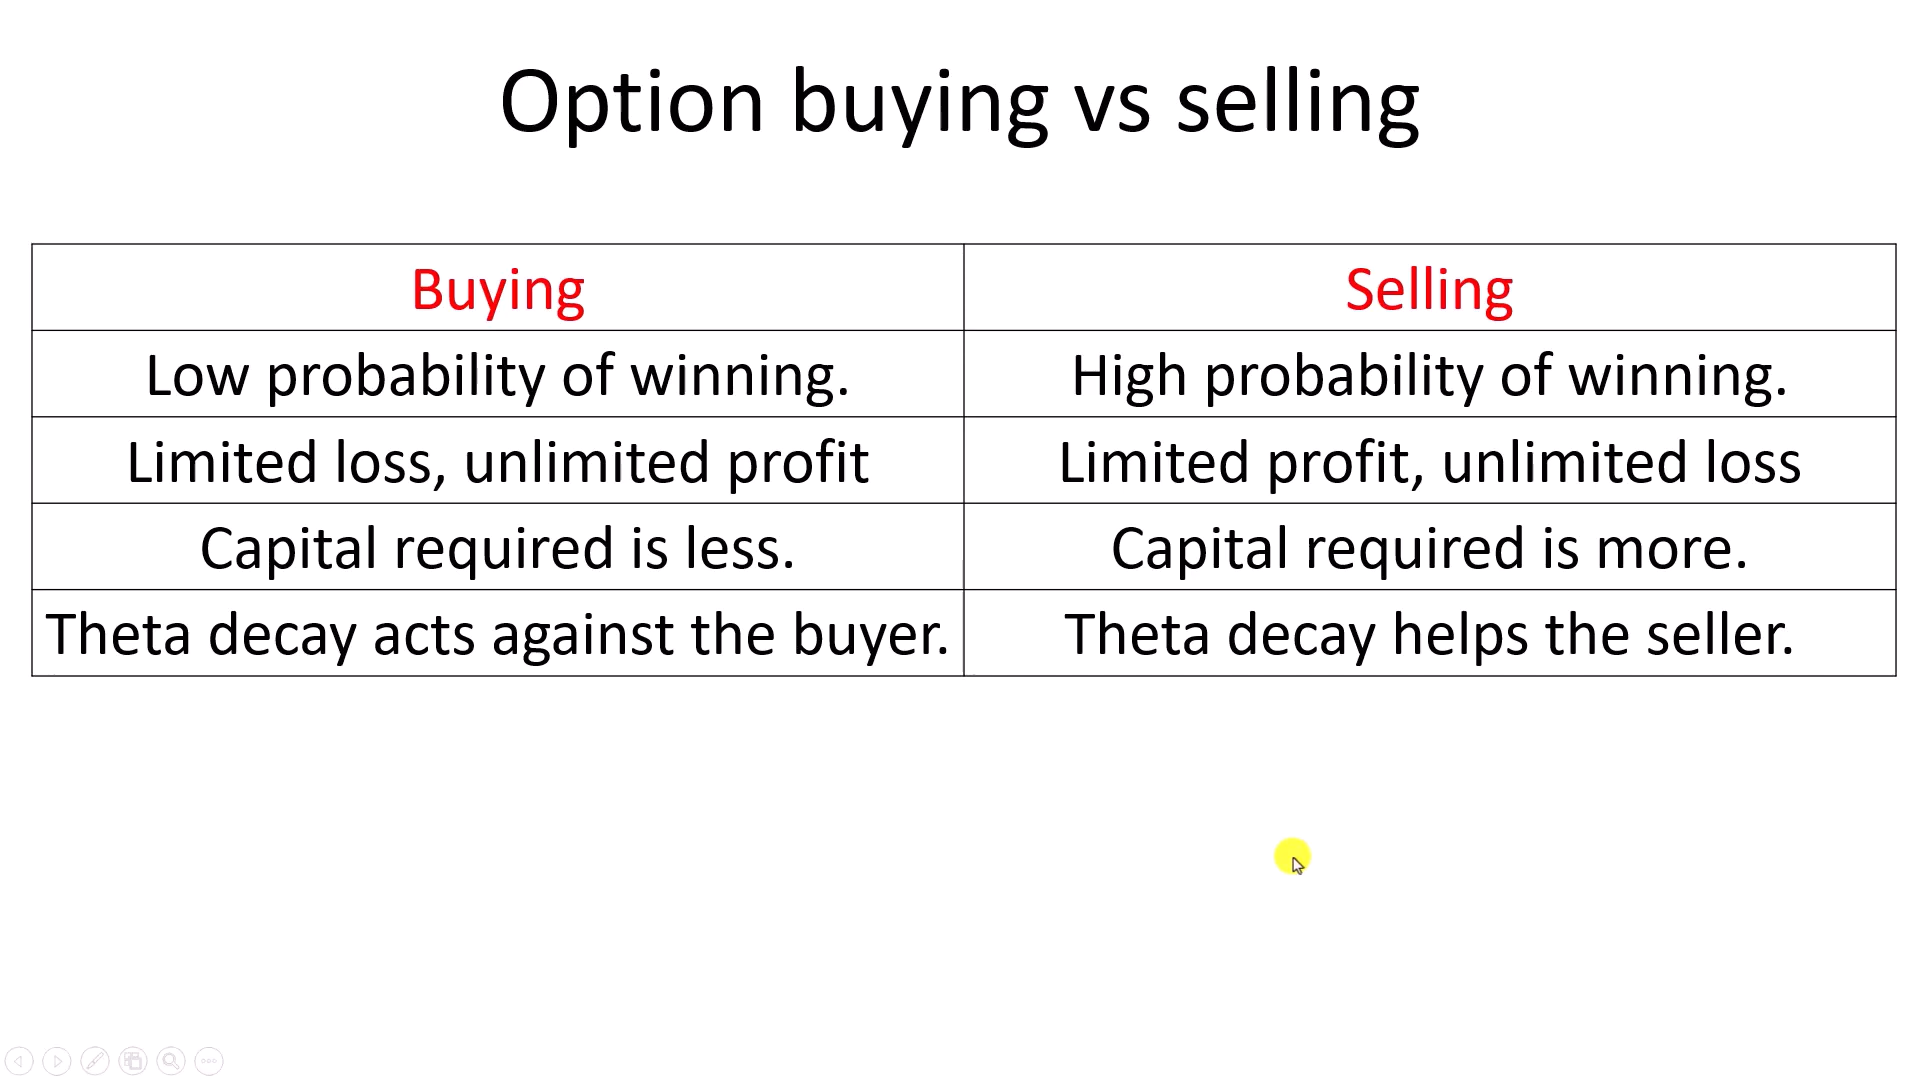 Option buying vs selling
Buying Selling
Low probability of winning. High probability of winning.
Limited loss, unlimited profit Limited profit, unlimited loss
Capital required is less. Capital required is more.
Theta decay acts against the buyer. Theta decay helps the seller.